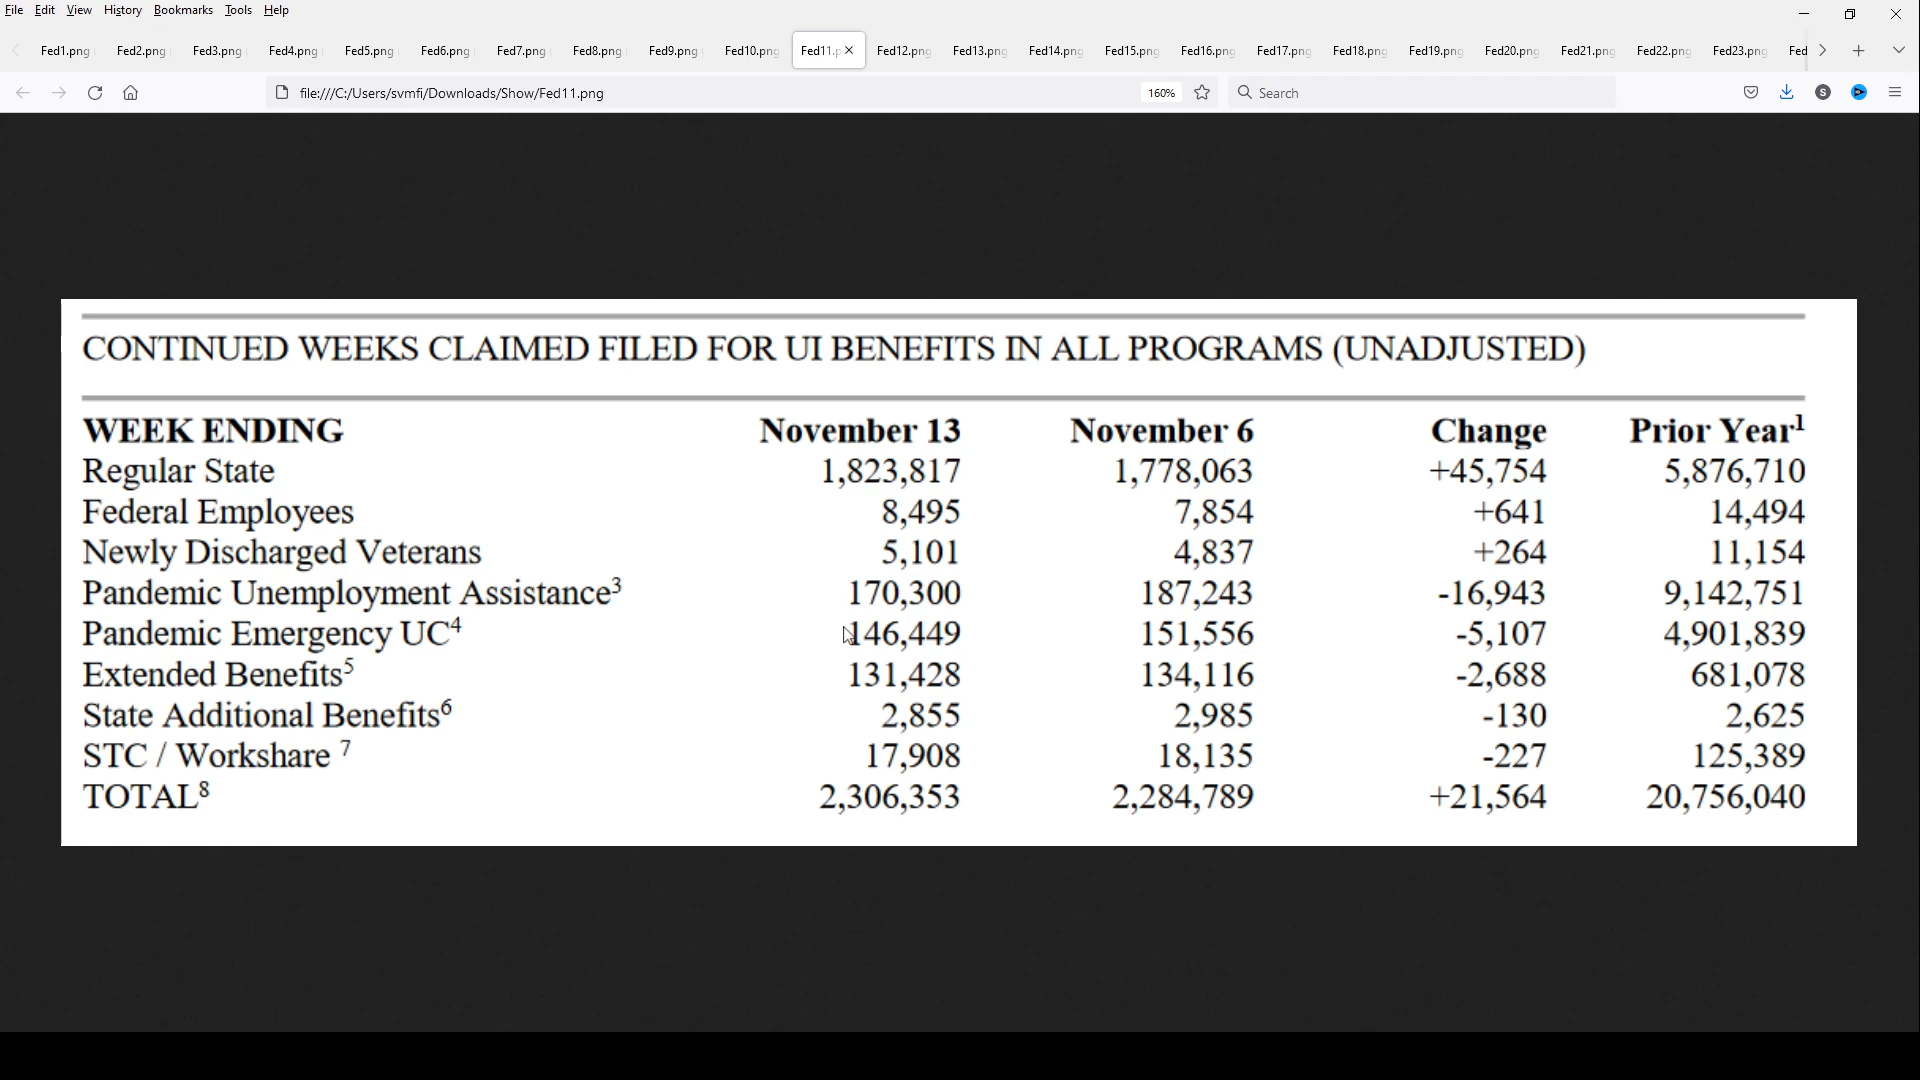 File Edit View History Bookmarks Tools Help
Fed1.png Fed2.png Fed3.png Fed4.png Fed5.png Fed6.png Fed7.png Fed8.png Fed9.png Fed10.png Fed11.p Fed12.png Fed13.png Fed14.png Fed15.png Fed16.png Fed17.png Fed18.png Fed19.png Fed20.png Fed21.png Fed22.png Fed23.png Fed
file:///C:/Users/svmfi/Downloads/Show/Fed11.png 160% Search S
CONTINUED WEEKS CLAIMED FILED FOR UI BENEFITS IN ALL PROGRAMS (UNADJUSTED)
WEEK ENDING November 13 November 6 Change Prior Year¹
Regular State 1,823,817 1,778,063 +45,754 5,876,710
Federal Employees 8,495 7,854 +641 14,494
Newly Discharged Veterans 5,101 4,837 +264 11,154
Pandemic Unemployment Assistance³ 170,300 187,243 -16,943 9,142,751
Pandemic Emergency UC⁴ 146,449 151,556 -5,107 4,901,839
Extended Benefits⁵ 131,428 134,116 -2,688 681,078
State Additional Benefits⁶ 2,855 2,985 -130 2,625
STC / Workshare ⁷ 17,908 18,135 -227 125,389
TOTAL⁸ 2,306,353 2,284,789 +21,564 20,756,040